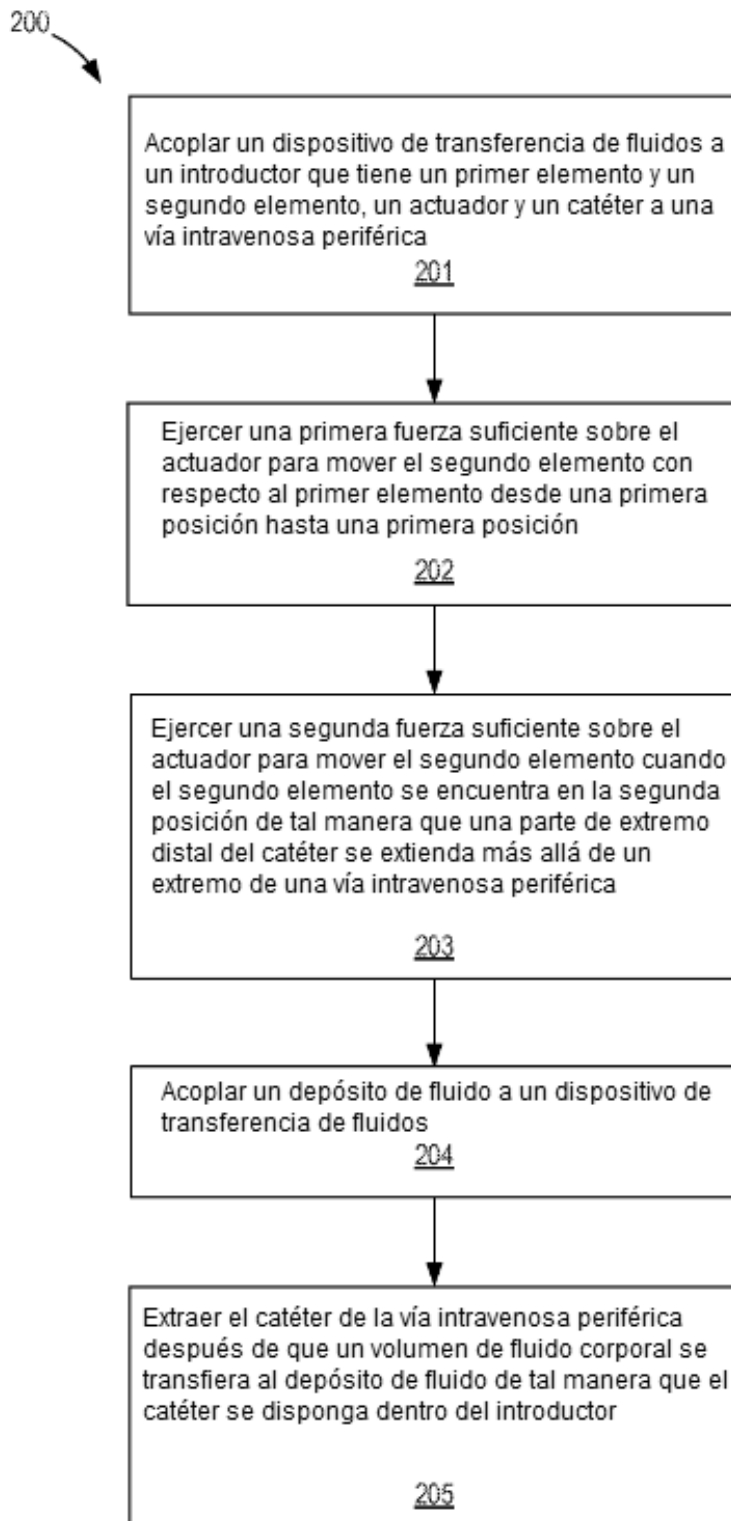 200
Acoplar un dispositivo de transferencia de fluidos a
un introductor que tiene un primer elemento y un
segundo elemento, un actuador y un catéter a una
vía intravenosa periférica
201
Ejercer una primera fuerza suficiente sobre el
actuador para mover el segundo elemento con
respecto al primer elemento desde una primera
posición hasta una primera posición
202
Ejercer una segunda fuerza suficiente sobre el
actuador para mover el segundo elemento cuando
el segundo elemento se encuentra en la segunda
posición de tal manera que una parte de extremo
distal del catéter se extienda más allá de un
extremo de una vía intravenosa periférica
203
Acoplar un depósito de fluido a un dispositivo de
transferencia de fluidos
204
Extraer el catéter de la vía intravenosa periférica
después de que un volumen de fluido corporal se
transfiera al depósito de fluido de tal manera que el
catéter se disponga dentro del introductor
205